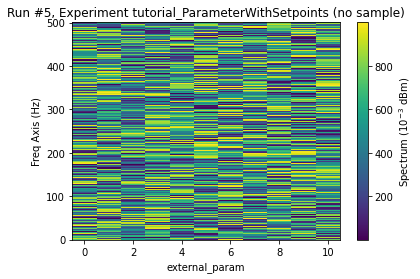 Run #5, Experiment tutorial_ParameterWithSetpoints (no sample)
500
400
300
200
100
0
Freq Axis (Hz)
0 2 4 6 8 10
external_param
800
600
400
200
Spectrum (10⁻³ dBm)